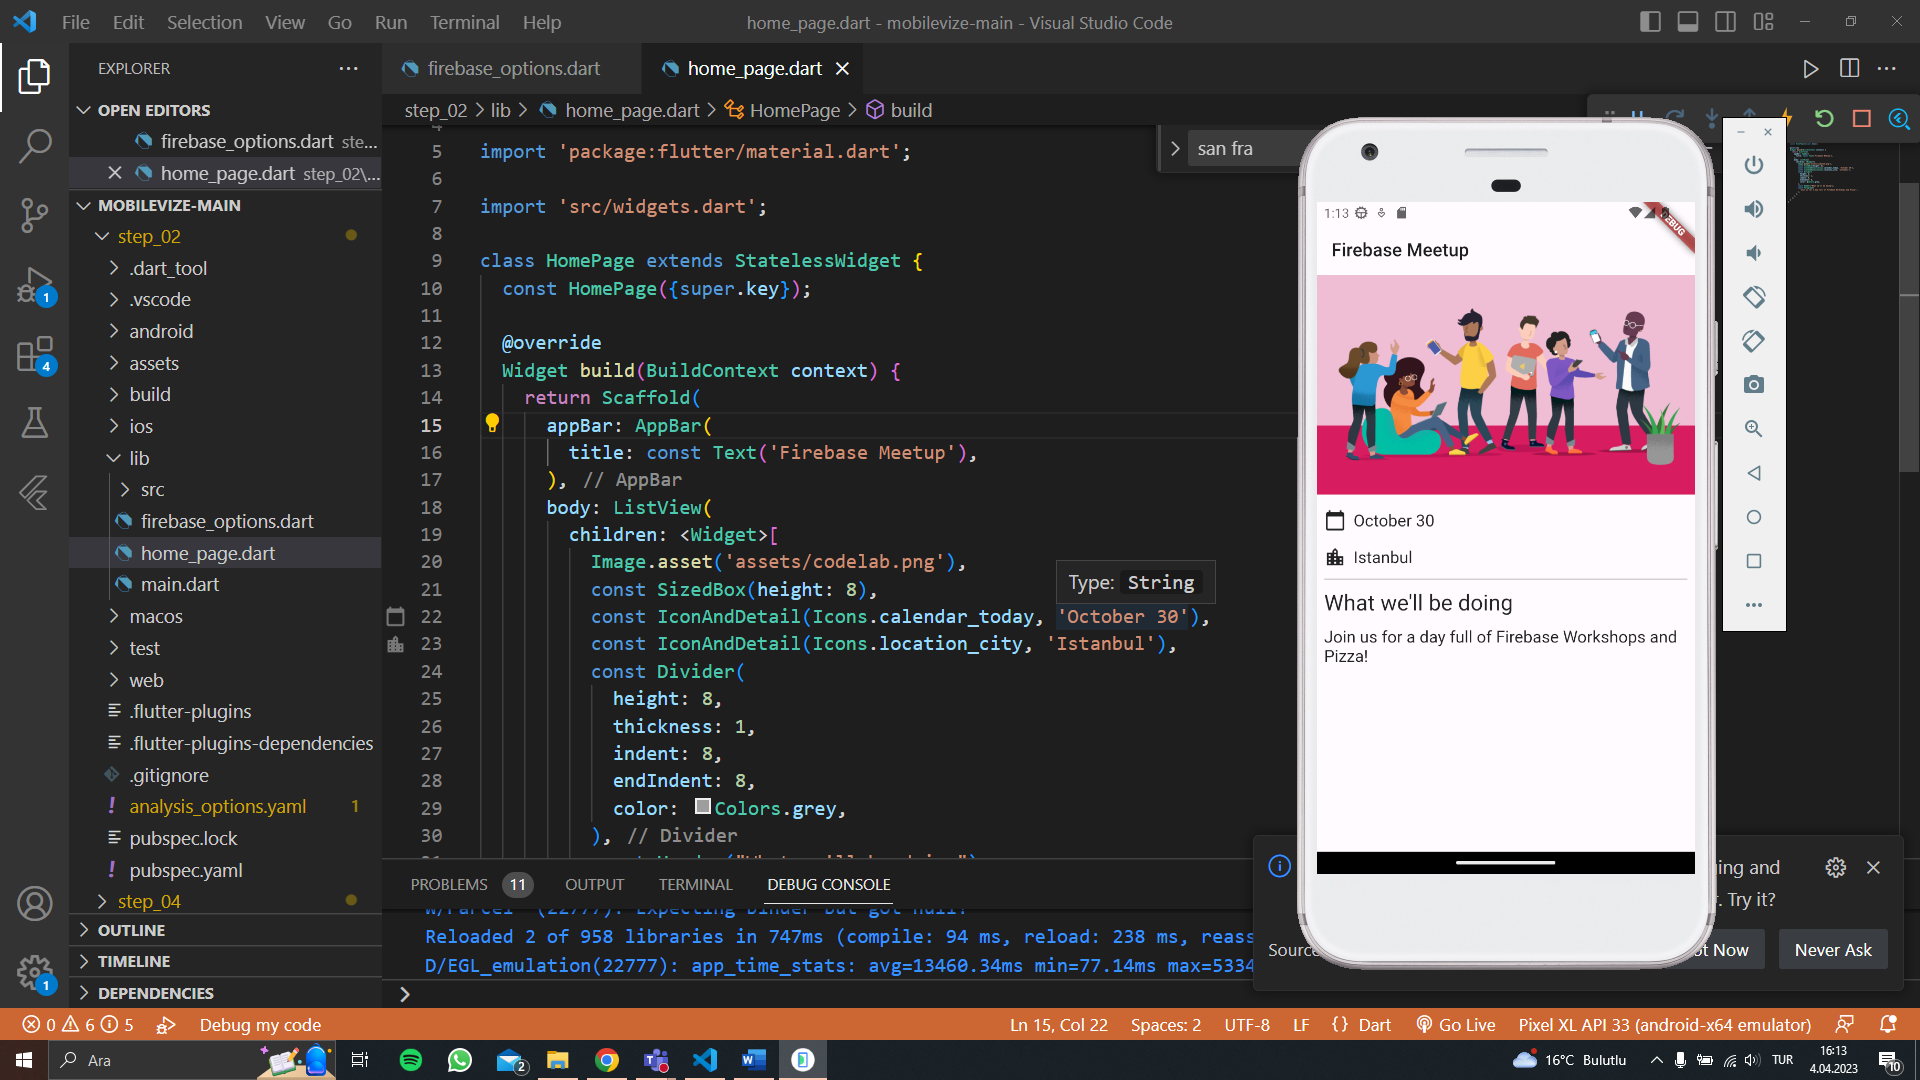 File Edit Selection View Go Run Terminal Help
home_page.dart - mobilevize-main - Visual Studio Code
EXPLORER
OPEN EDITORS
firebase_options.dart ste...
home_page.dart step_02\...
MOBILEVIZE-MAIN
step_02
.dart_tool
.vscode
android
assets
build
ios
lib
src
firebase_options.dart
home_page.dart
main.dart
macos
test
web
.flutter-plugins
.flutter-plugins-dependencies
.gitignore
analysis_options.yaml 1
pubspec.lock
pubspec.yaml
step_04
OUTLINE
TIMELINE
DEPENDENCIES
1
4
1
firebase_options.dart
home_page.dart
step_02 > lib > home_page.dart > HomePage > build
san fra
4
5 import 'package:flutter/material.dart';
6
7 import 'src/widgets.dart';
8
9 class HomePage extends StatelessWidget {
10 const HomePage({super.key});
11
12 @override
13 Widget build(BuildContext context) {
14 return Scaffold(
15 appBar: AppBar(
16 title: const Text('Firebase Meetup'),
17 ), // AppBar
18 body: ListView(
19 children: <Widget>[
20 Image.asset('assets/codelab.png'),
21 const SizedBox(height: 8),
Type: String
22 const IconAndDetail(Icons.calendar_today, 'October 30'),
23 const IconAndDetail(Icons.location_city, 'Istanbul'),
24 const Divider(
25 height: 8,
26 thickness: 1,
27 indent: 8,
28 endIndent: 8,
29 color: Colors.grey,
30 ), // Divider
PROBLEMS 11 OUTPUT TERMINAL DEBUG CONSOLE
W/Parcel (22777): Expecting binder but got null!
Reloaded 2 of 958 libraries in 747ms (compile: 94 ms, reload: 238 ms, reass
D/EGL_emulation(22777): app_time_stats: avg=13460.34ms min=77.14ms max=5334
1:13
Firebase Meetup
October 30
Istanbul
What we'll be doing
Join us for a day full of Firebase Workshops and
Pizza!
ing and
. Try it?
Source
ot Now
Never Ask
0 6 5 Debug my code
Ln 15, Col 22 Spaces: 2 UTF-8 LF {} Dart Go Live Pixel XL API 33 (android-x64 emulator)
Ara
2
16°C Bulutlu
TUR
16:13
4.04.2023
10